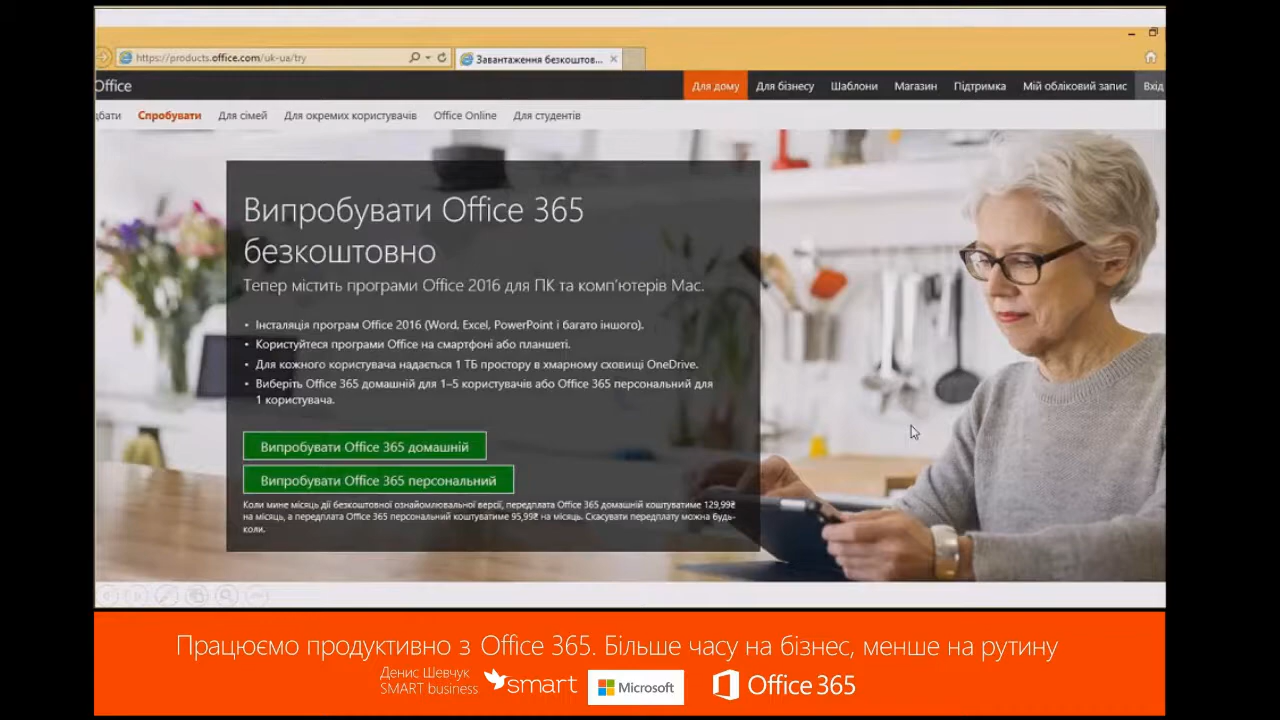 https://products.office.com/uk-ua/try
Завантаження безкоштов...
Office
Для дому Для бізнесу Шаблони Магазин Підтримка Мій обліковий запис Вхід
Спробувати Для сімей Для окремих користувачів Office Online Для студентів
Випробувати Office 365
безкоштовно
Тепер містить програми Office 2016 для ПК та комп'ютерів Mac.
• Інсталяція програм Office 2016 (Word, Excel, PowerPoint і багато іншого).
• Користуйтеся програми Office на смартфоні або планшеті.
• Для кожного користувача надається 1 ТБ простору в хмарному сховищі OneDrive.
• Виберіть Office 365 домашній для 1–5 користувачів або Office 365 персональний для
1 користувача.
Випробувати Office 365 домашній
Випробувати Office 365 персональний
Коли мине місяць дії безкоштовної ознайомлювальної версії, передплата Office 365 домашній коштуватиме 129,99₴
на місяць, а передплата Office 365 персональний коштуватиме 95,99₴ на місяць. Скасувати передплату можна будь-
коли.
Працюємо продуктивно з Office 365. Більше часу на бізнес, менше на рутину
Денис Шевчук
SMART business
smart
Microsoft
Office 365